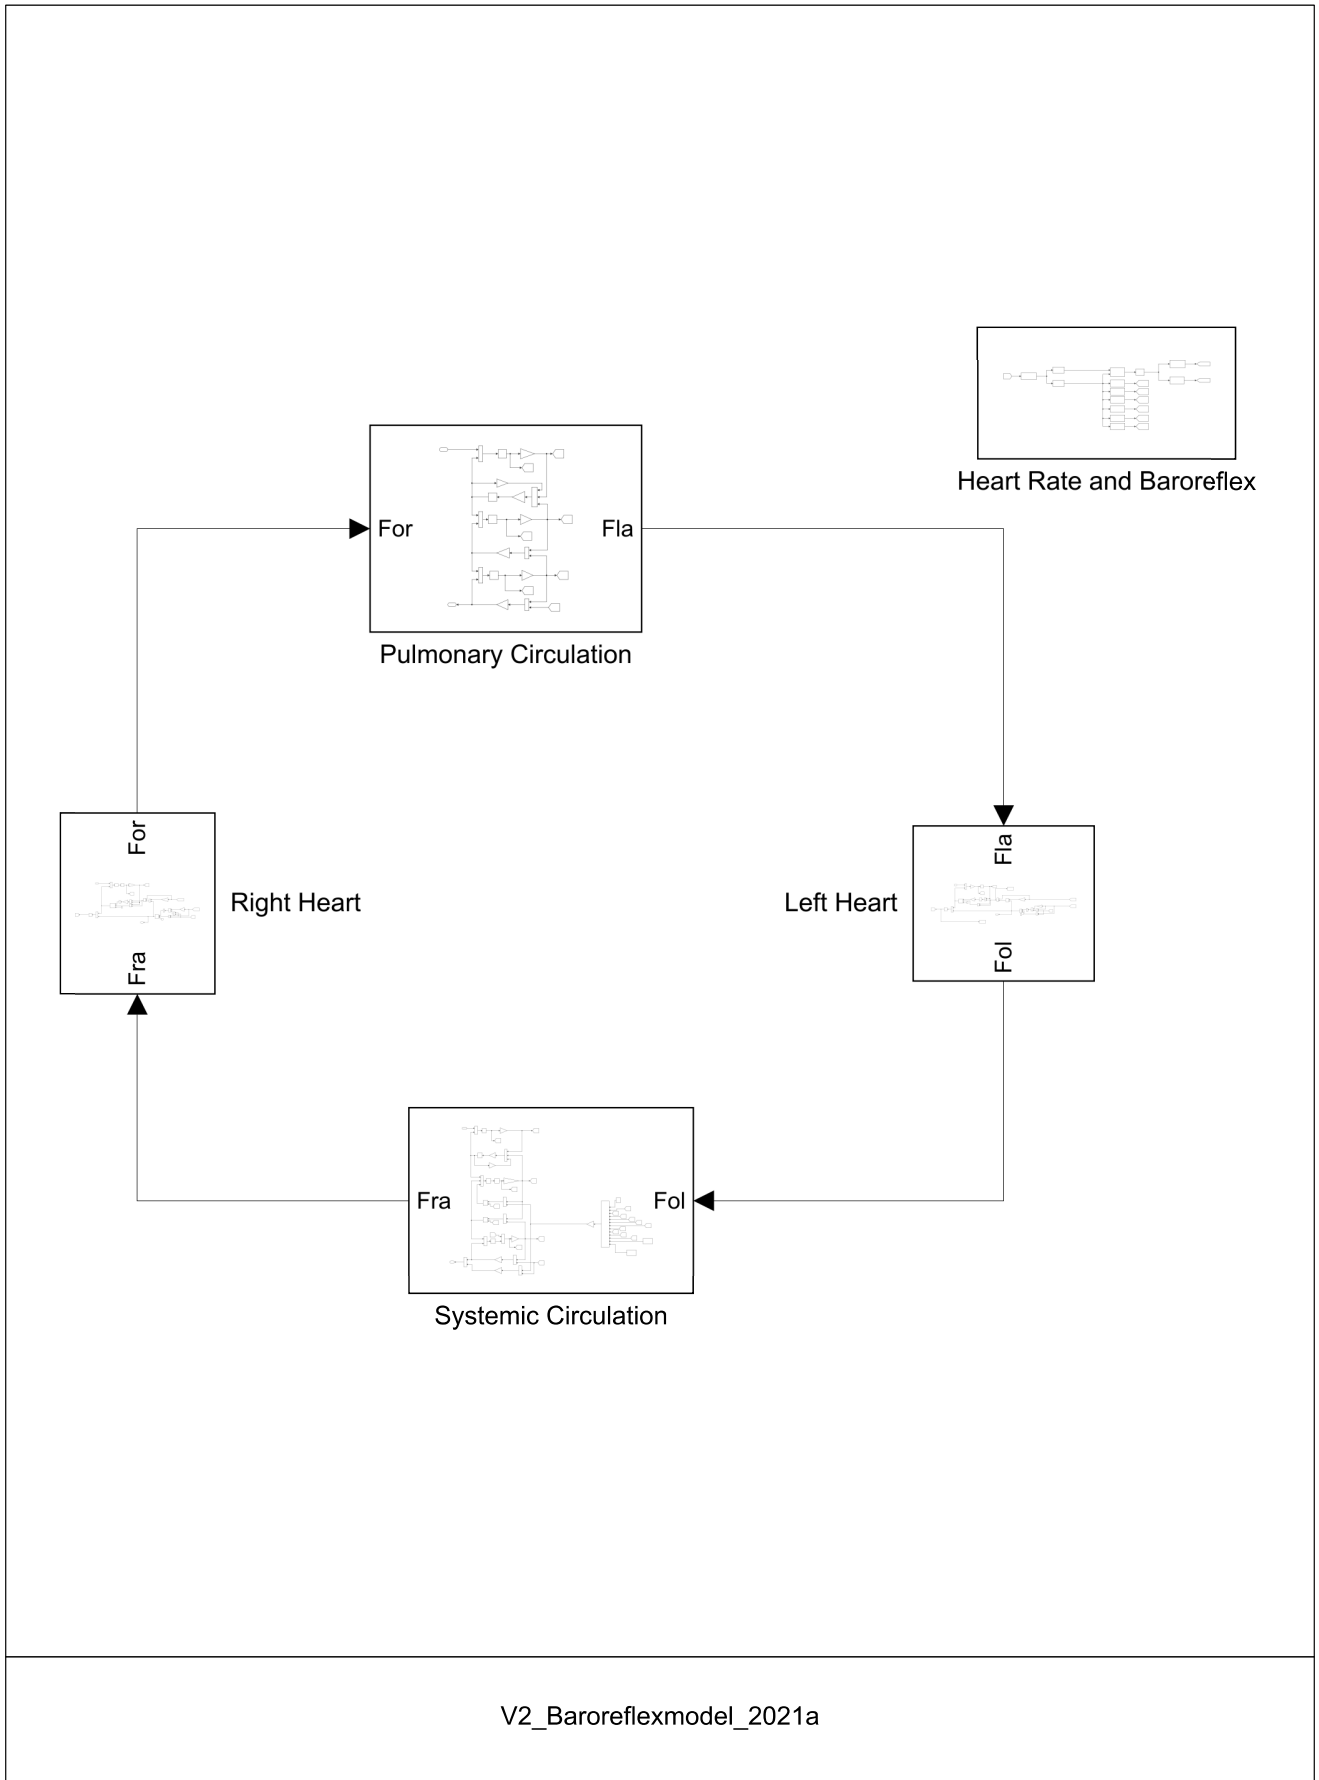 Heart Rate and Baroreflex
For
Fla
Pulmonary Circulation
For
Right Heart
Fra
Fla
Left Heart
Fol
Fra
Fol
Systemic Circulation
V2_Baroreflexmodel_2021a